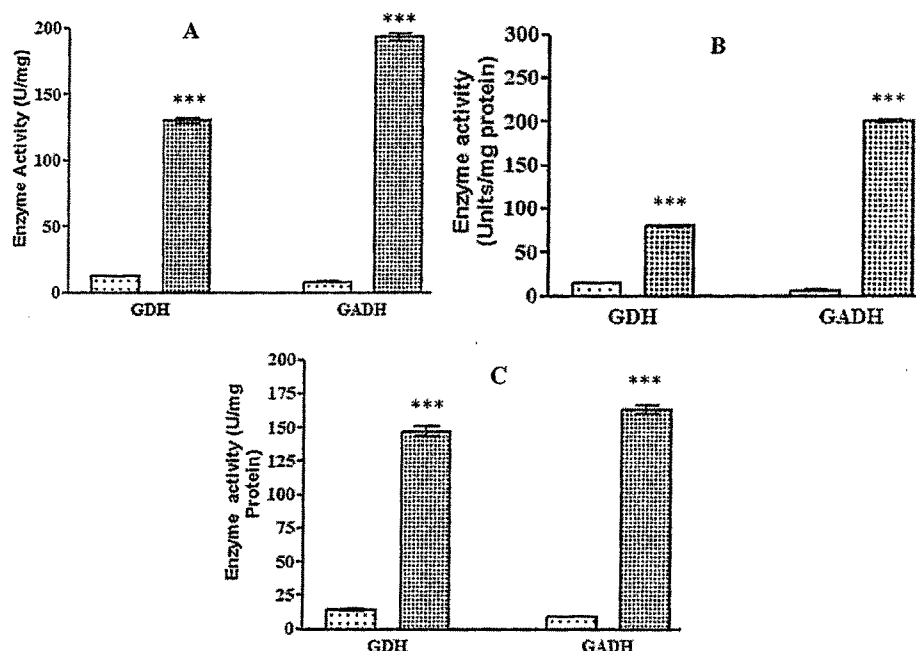 A
Enzyme Activity (U/mg)
200
150
100
50
0
***
***
GDH
GADH
B
Enzyme activity
(Units/mg protein)
300
250
200
150
100
50
0
***
***
GDH
GADH
C
Enzyme activity (U/mg
Protein)
200
175
150
125
100
75
50
25
0
***
***
GDH
GADH